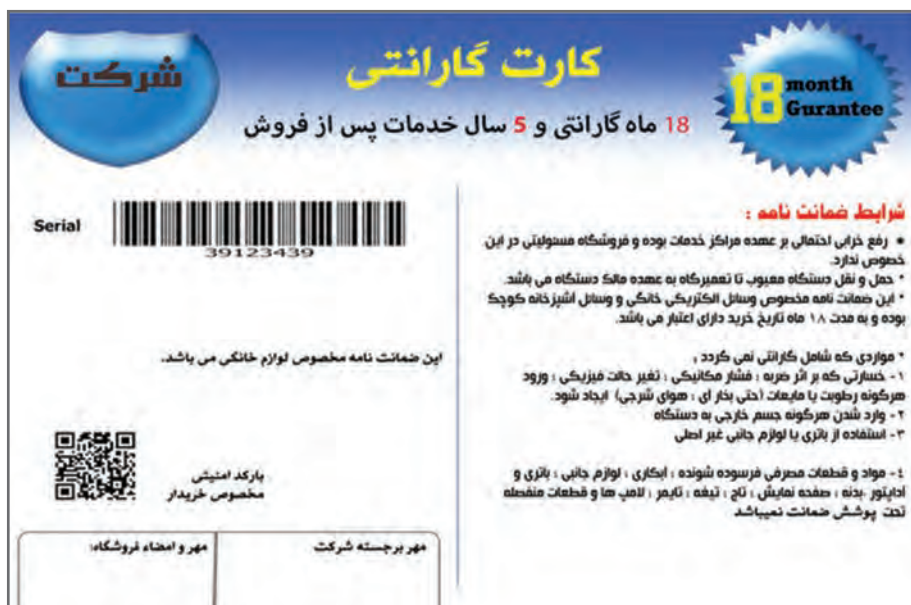 شرکت
کارت گارانتی
18 ماه گارانتی و 5 سال خدمات پس از فروش
18 month
Gurantee
شرایط ضمانت نامه :
* رفع خرابی احتمالی بر عهده مراکز خدمات بوده و فروشگاه مسئولیتی در این
خصوص ندارد.
* حمل و نقل دستگاه معیوب تا تعمیرگاه به عهده مالک دستگاه می باشد.
* این ضمانت نامه مخصوص وسائل الکتریکی خانگی و وسائل آشپزخانه کوچک
بوده و به مدت ۱۸ ماه تاریخ خرید دارای اعتبار می باشد.
* مواردی که شامل گارانتی نمی گردد ;
۱- خسارتی که بر اثر ضربه ، فشار مکانیکی ، تغیر حالت فیزیکی ، ورود
هرگونه رطوبت یا مایعات (حتی بخار ای ، هوای شرجی) ایجاد شود.
۲- وارد شدن هرگونه جسم خارجی به دستگاه
۳- استفاده از باتری یا لوازم جانبی غیر اصلی
٤- مواد و قطعات مصرفی فرسوده شونده ، آبکاری ، لوازم جانبی ، باتری و
آداپتور ،بدنه ، صفحه نمایش ، تاج ، تیغه ، تایمر ، لامپ ها و قطعات منفصله
تحت پوشش ضمانت نمیباشد
Serial
39123439
این ضمانت نامه مخصوص لوازم خانگی می باشد.
بارکد امنیتی
مخصوص خریدار
مهر برجسته شرکت
مهر و امضاء فروشگاه: